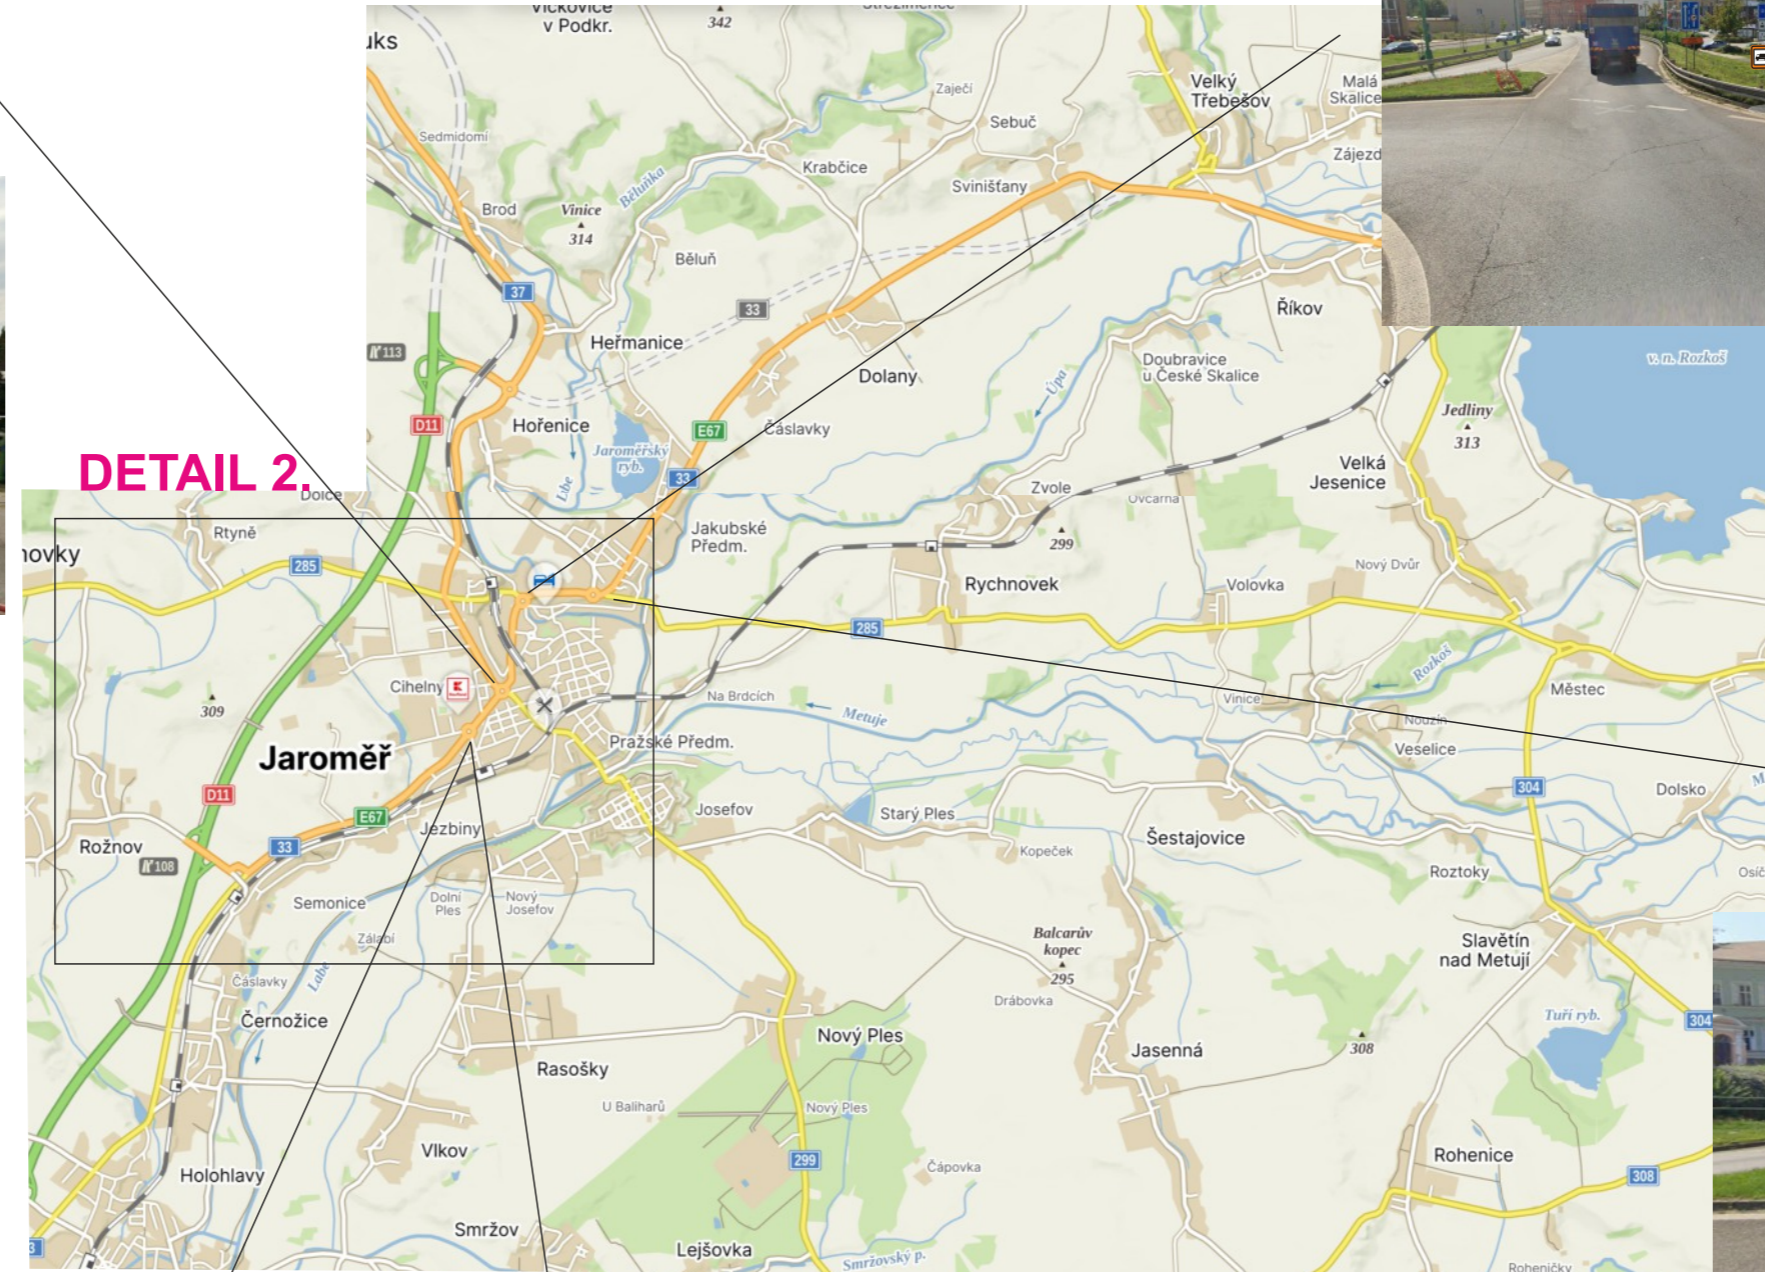 Vlčkovice
v Podkr.
342
uks
Zaječí
Velký
Třebešov
Malá
Skalice
Sebuč
Sedmidomí
Zájezd
Krabčice
Běluňka
Svinišťany
Brod
Vinice
314
Běluň
37
33
Říkov
Heřmanice
113
Doubravice
u České Skalice
v. n. Rozkoš
Dolany
Úpa
D11
Hořenice
E67
Čáslavky
Jedliny
313
Jaroměřský
ryb.
Labe
33
Velká
Jesenice
DETAIL 2.
Dolce
Zvole
Ovčárna
Rtyně
Jakubské
Předm.
299
novky
285
Rychnovek
Volovka
Nový Dvůr
285
Rozkoš
Cihelny
Na Brdcích
Vinice
Městec
309
Metuje
Nouzín
Jaroměř
Pražské Předm.
Veselice
D11
304
Dolsko
E67
Josefov
Starý Ples
Jezbiny
Šestajovice
Rožnov
33
Kopeček
108
Roztoky
Semonice
Dolní
Ples
Nový
Josefov
Zálabí
Balcarův
kopec
295
Slavětín
nad Metují
Čáslavky
Labe
Drábovka
Černožice
Tuří ryb.
304
Nový Ples
308
Jasenná
Rasošky
U Balihar̊ů
Nový Ples
Vlkov
299
Rohenice
Čápovka
Holohlavy
308
Smržov
Lejšovka
Smržovský p.
Roheničky
3